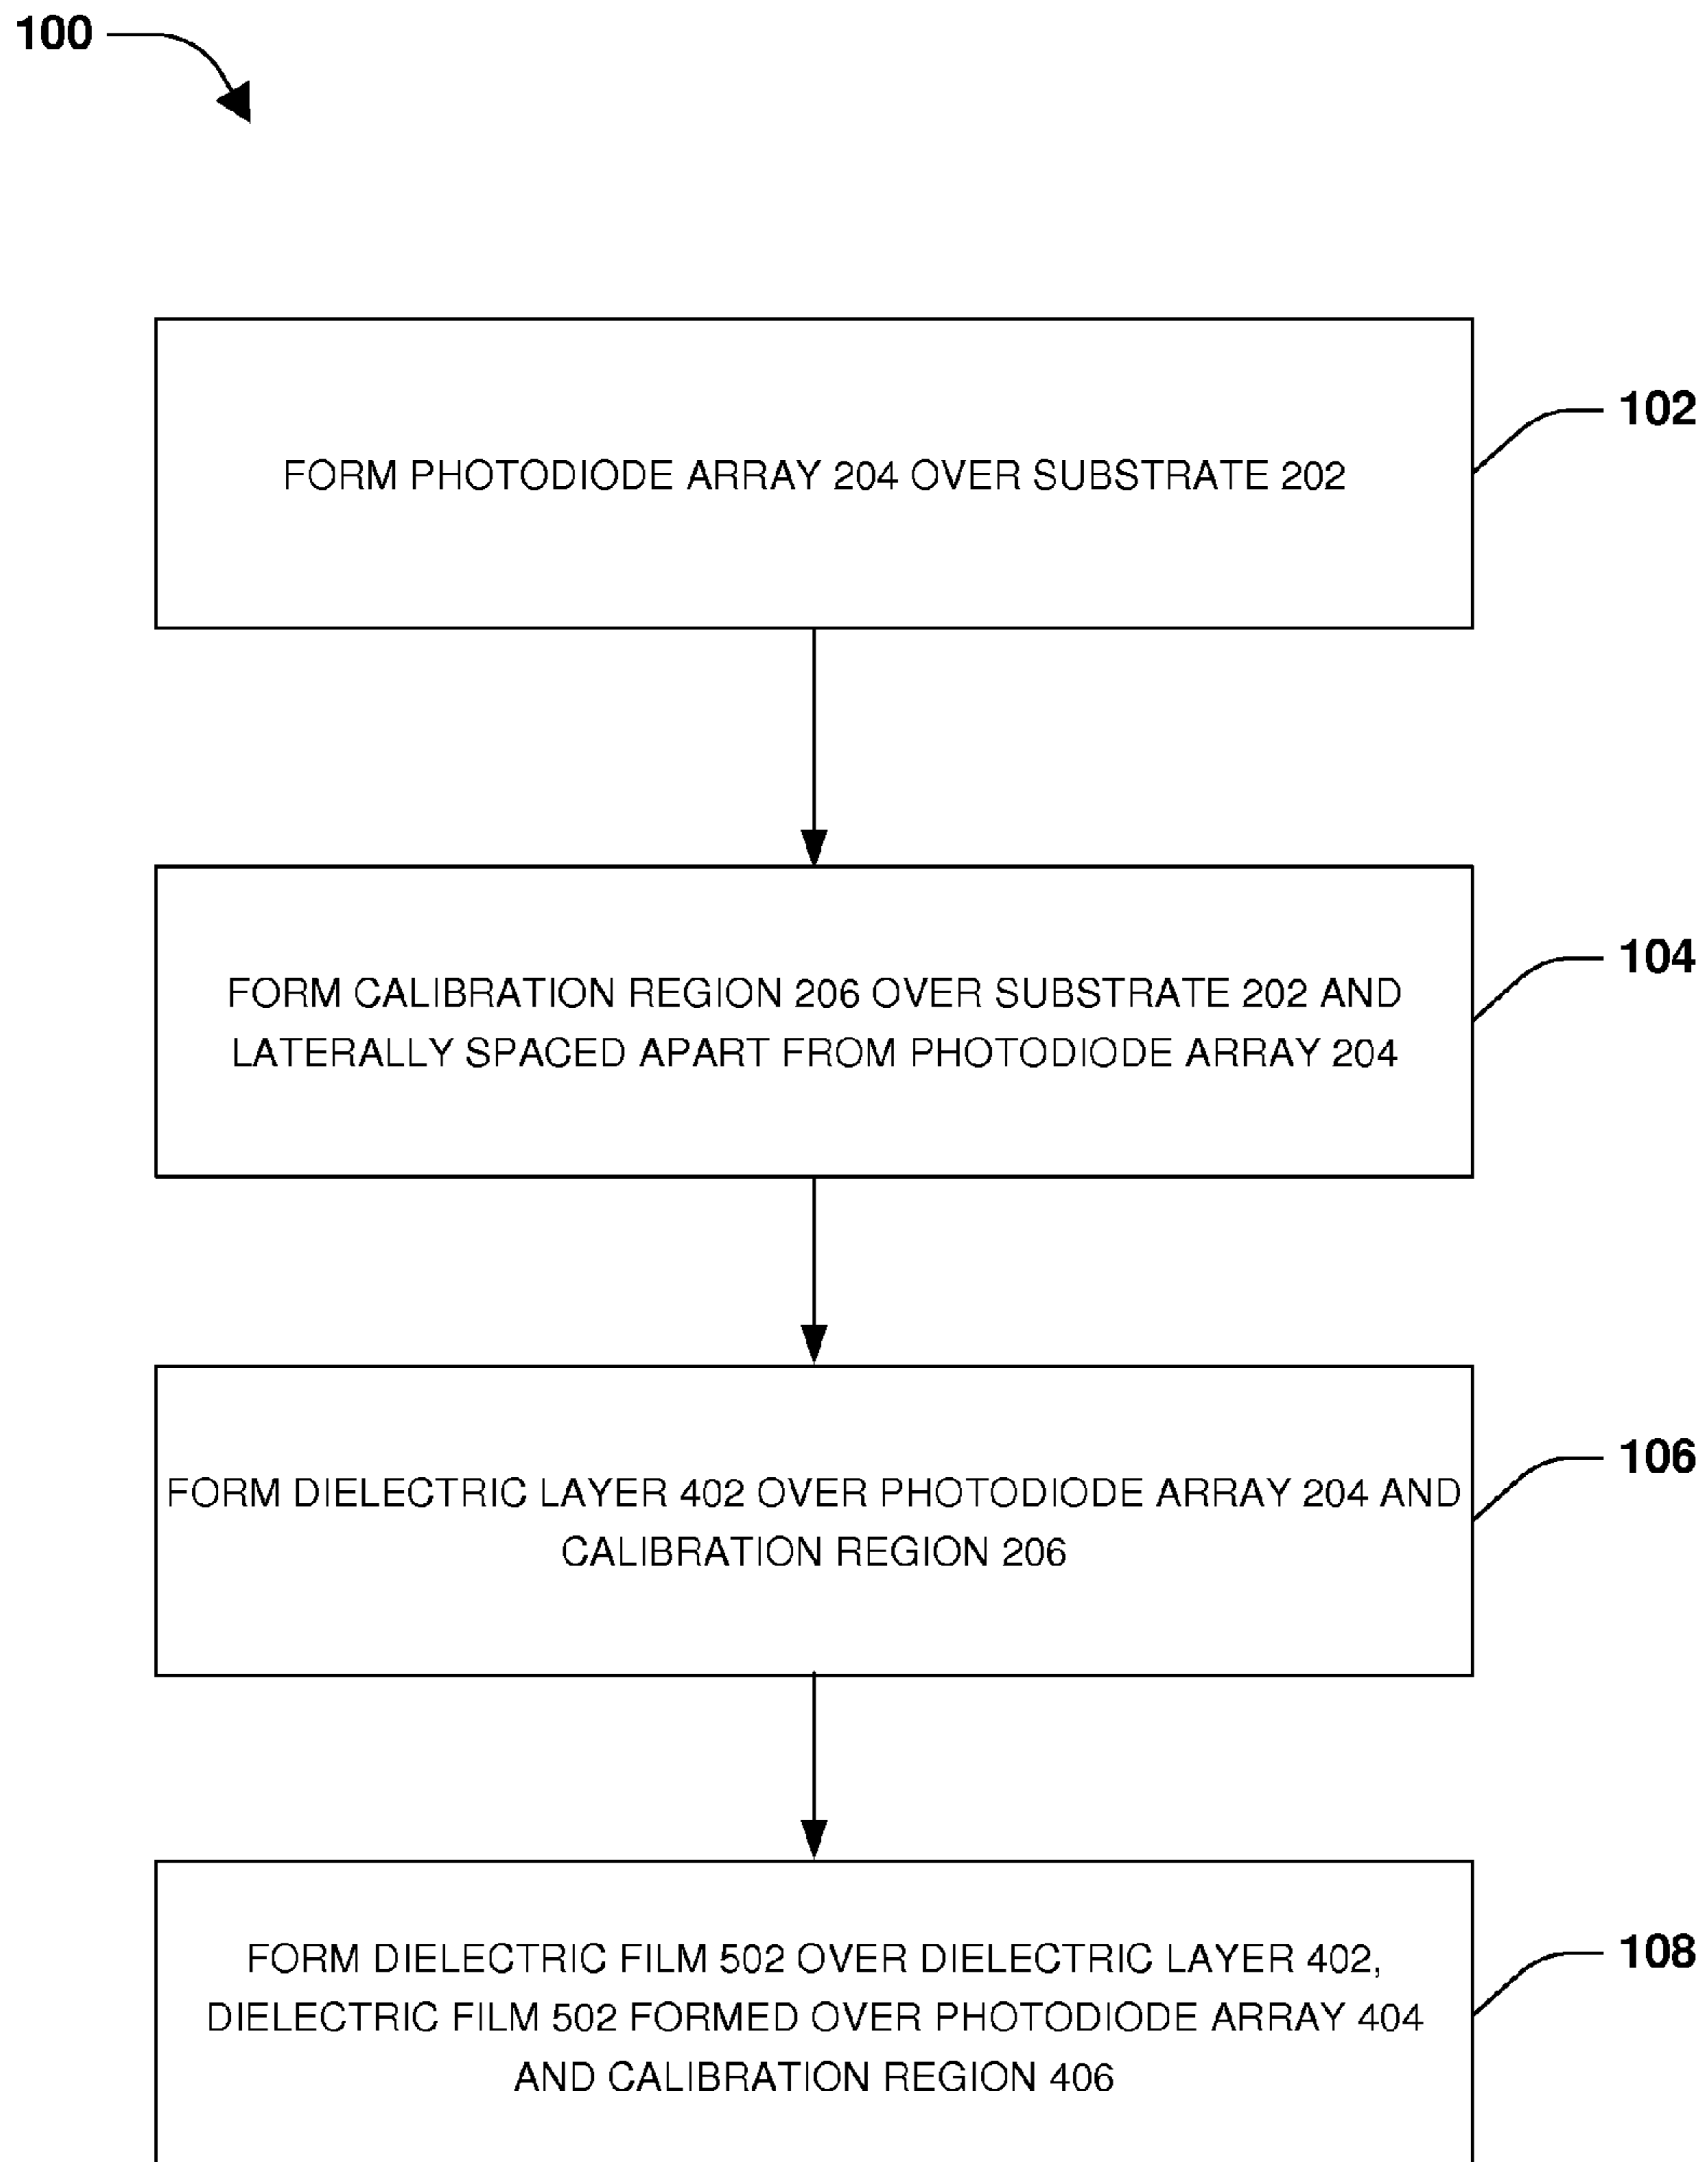 100
FORM PHOTODIODE ARRAY 204 OVER SUBSTRATE 202
102
FORM CALIBRATION REGION 206 OVER SUBSTRATE 202 AND
LATERALLY SPACED APART FROM PHOTODIODE ARRAY 204
104
FORM DIELECTRIC LAYER 402 OVER PHOTODIODE ARRAY 204 AND
CALIBRATION REGION 206
106
FORM DIELECTRIC FILM 502 OVER DIELECTRIC LAYER 402,
DIELECTRIC FILM 502 FORMED OVER PHOTODIODE ARRAY 404
AND CALIBRATION REGION 406
108